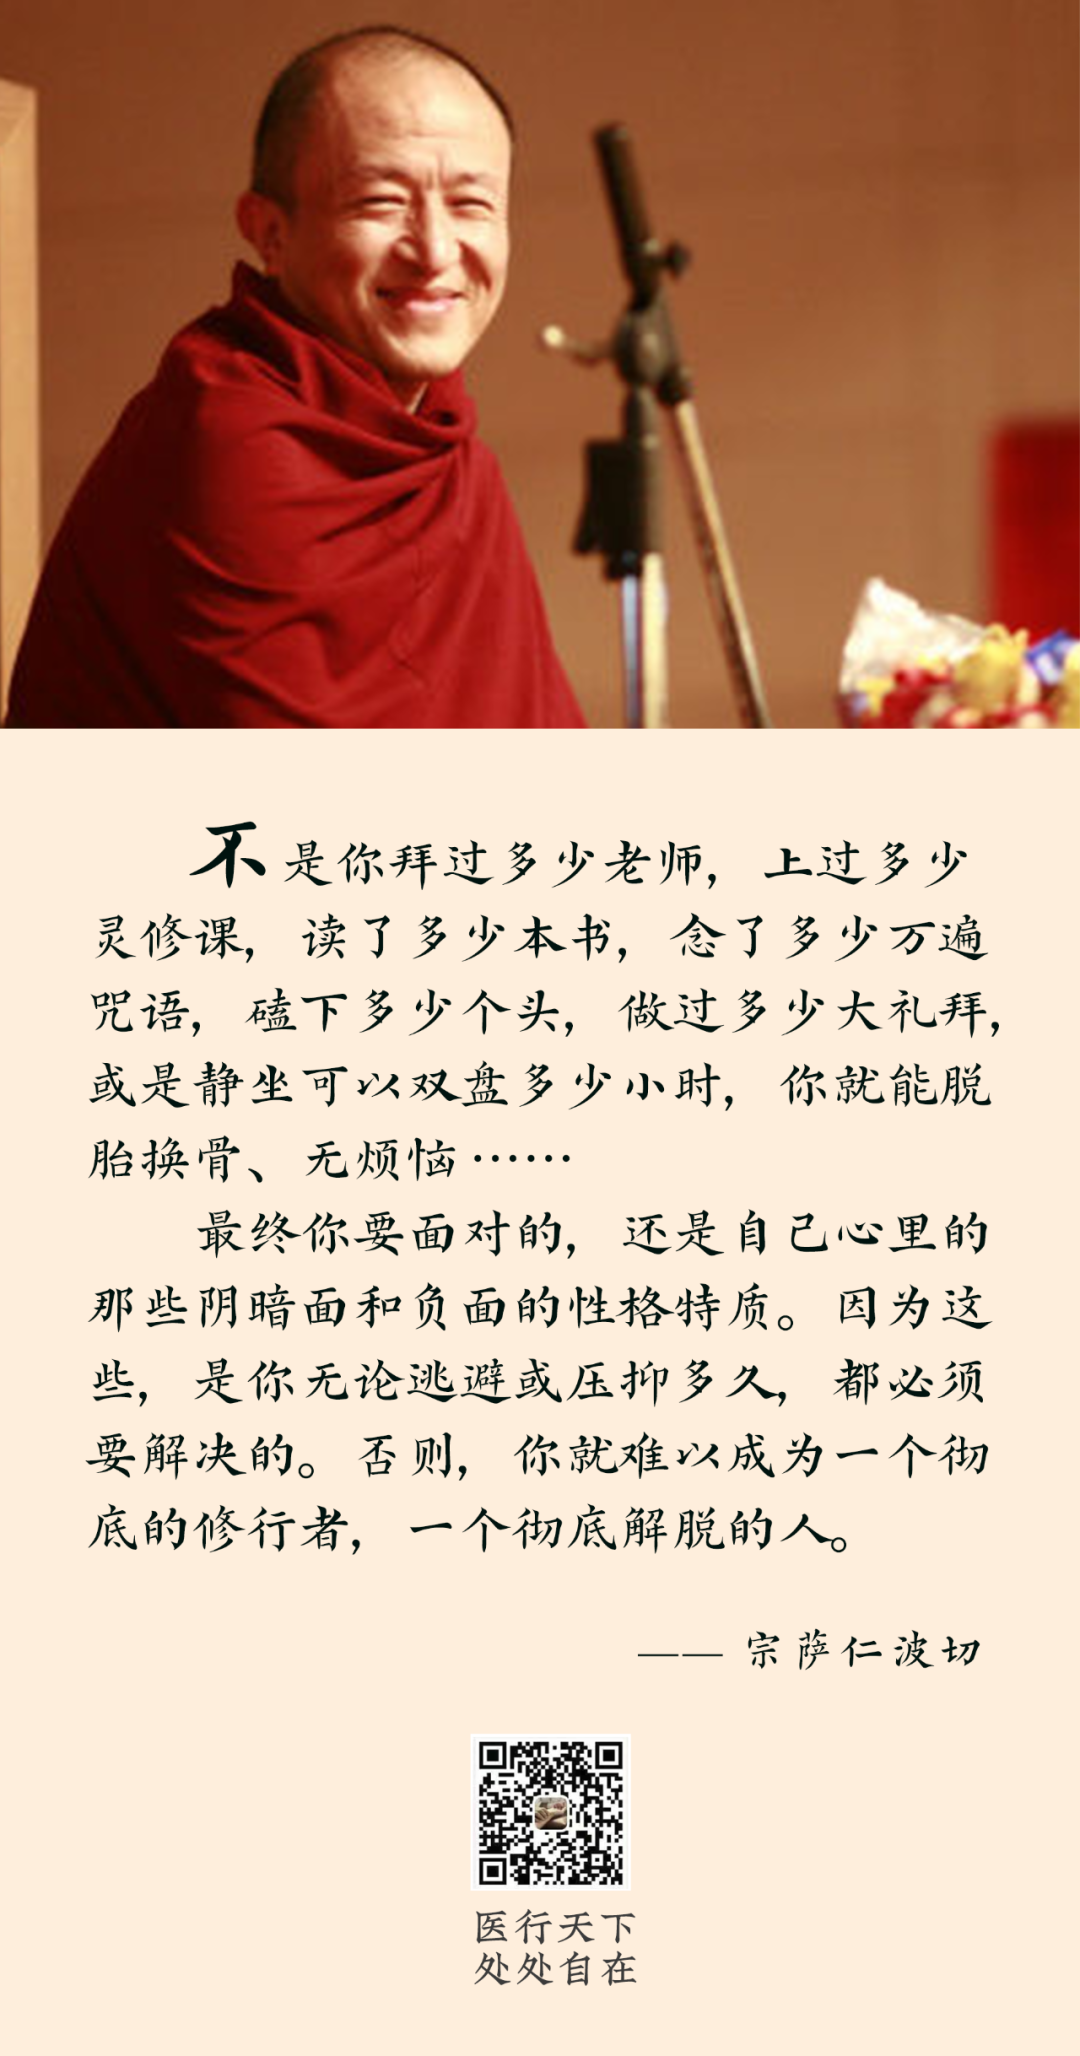 不是你拜过多少老师，上过多少
灵修课，读了多少本书，念了多少万遍
咒语，磕下多少个头，做过多少大礼拜，
或是静坐可以双盘多少小时，你就能脱
胎换骨、无烦恼……
最终你要面对的，还是自己心里的
那些阴暗面和负面的性格特质。因为这
些，是你无论逃避或压抑多久，都必须
要解决的。否则，你就难以成为一个彻
底的修行者，一个彻底解脱的人。
—— 宗萨仁波切
医行天下
处处自在